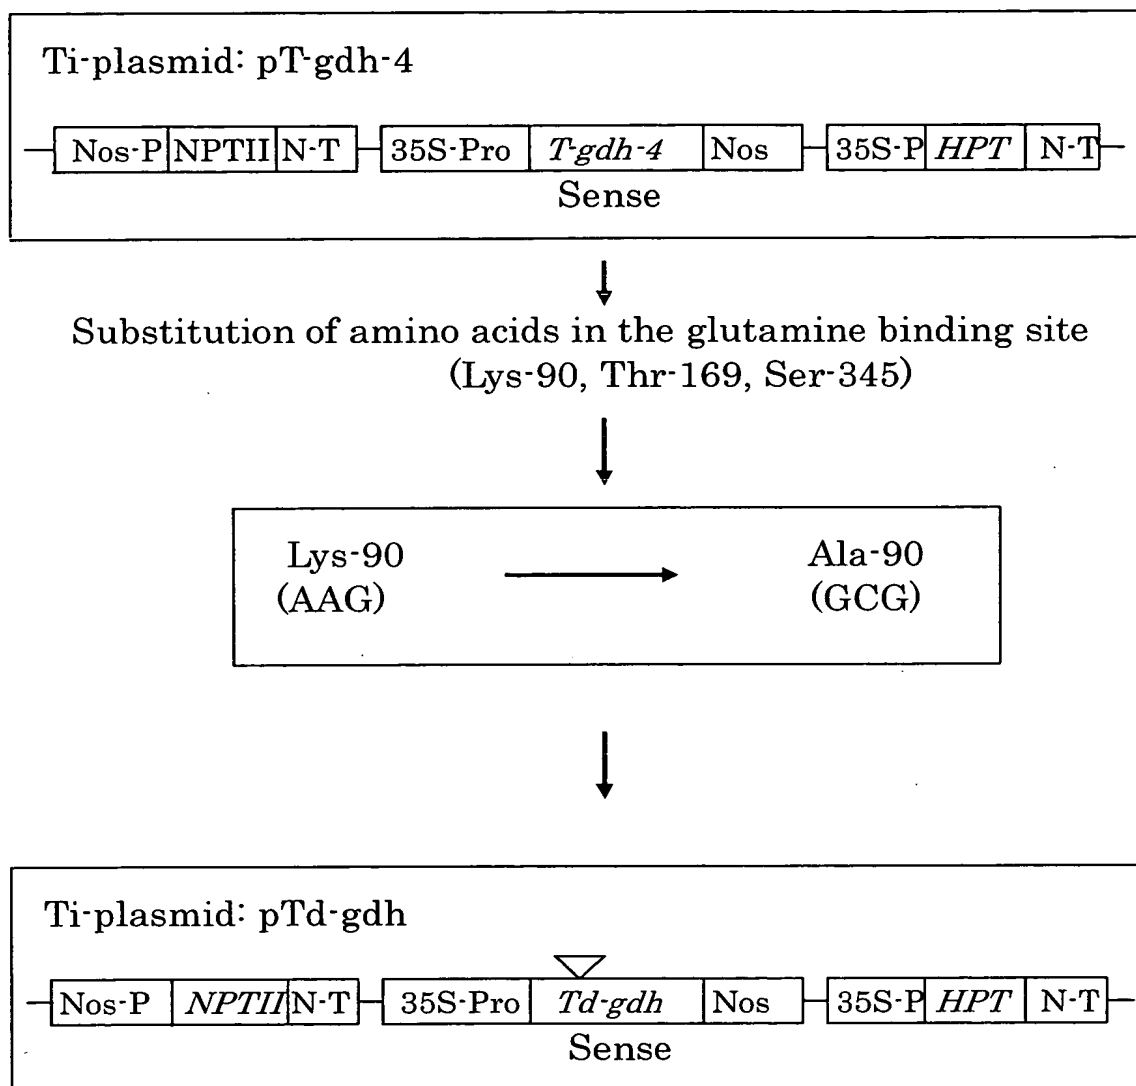 Ti-plasmid: pT-gdh-4
Nos-P NPTII N-T 35S-Pro T-gdh-4 Nos 35S-P HPT N-T
Sense
Substitution of amino acids in the glutamine binding site
(Lys-90, Thr-169, Ser-345)
Lys-90 Ala-90
(AAG) (GCG)
Ti-plasmid: pTd-gdh
Nos-P NPTII N-T 35S-Pro Td-gdh Nos 35S-P HPT N-T
Sense